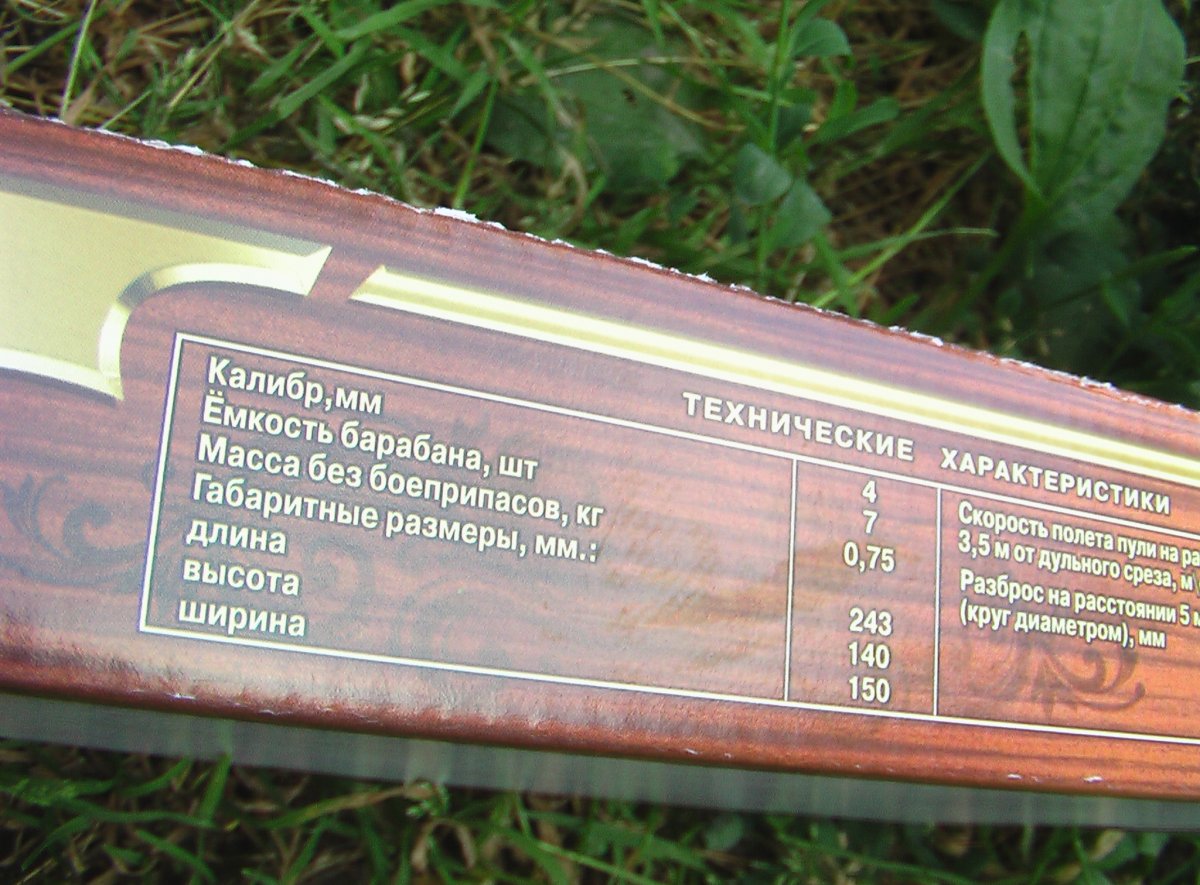 ТЕХНИЧЕСКИЕ ХАРАКТЕРИСТИКИ
Калибр,мм 4
Ёмкость барабана, шт 7
Масса без боеприпасов, кг 0,75
Габаритные размеры, мм.:
длина 243
высота 140
ширина 150
Скорость полета пули на
3,5 м от дульного среза, м
Разброс на расстоянии 5
(круг диаметром), мм